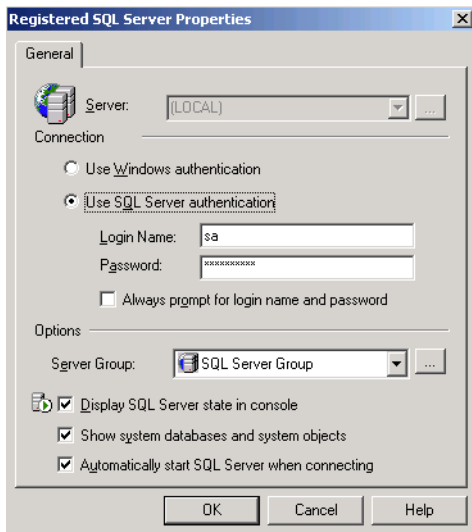 Registered SQL Server Properties
General
Server: (LOCAL) ...
Connection
Use Windows authentication
Use SQL Server authentication
Login Name: sa
Password: **********
Always prompt for login name and password
Options
Server Group: SQL Server Group ...
Display SQL Server state in console
Show system databases and system objects
Automatically start SQL Server when connecting
OK Cancel Help